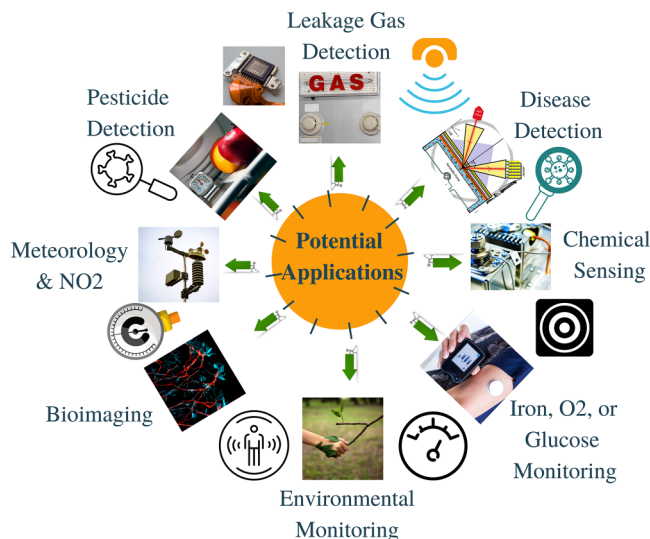 Leakage Gas
Detection
GAS
Pesticide
Detection
Disease
Detection
Potential
Applications
Meteorology
& NO2
Chemical
Sensing
Bioimaging
Iron, O2, or
Glucose
Monitoring
Environmental
Monitoring